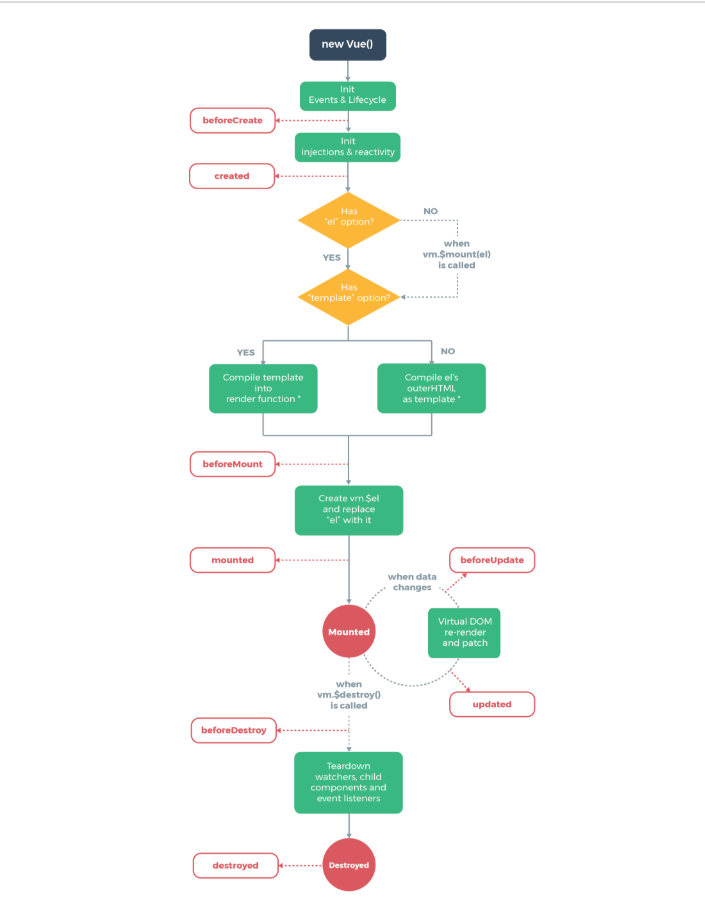 new Vue()
Init
Events & Lifecycle
beforeCreate
Init
injections & reactivity
created
Has
"el" option?
NO
when
vm.$mount(el)
is called
YES
Has
"template" option?
YES
NO
Compile template
into
render function *
Compile el's
outerHTML
as template *
beforeMount
Create vm.$el
and replace
"el" with it
mounted
beforeUpdate
when data
changes
Mounted
Virtual DOM
re-render
and patch
when
vm.$destroy()
is called
updated
beforeDestroy
Teardown
watchers, child
components and
event listeners
destroyed
Destroyed